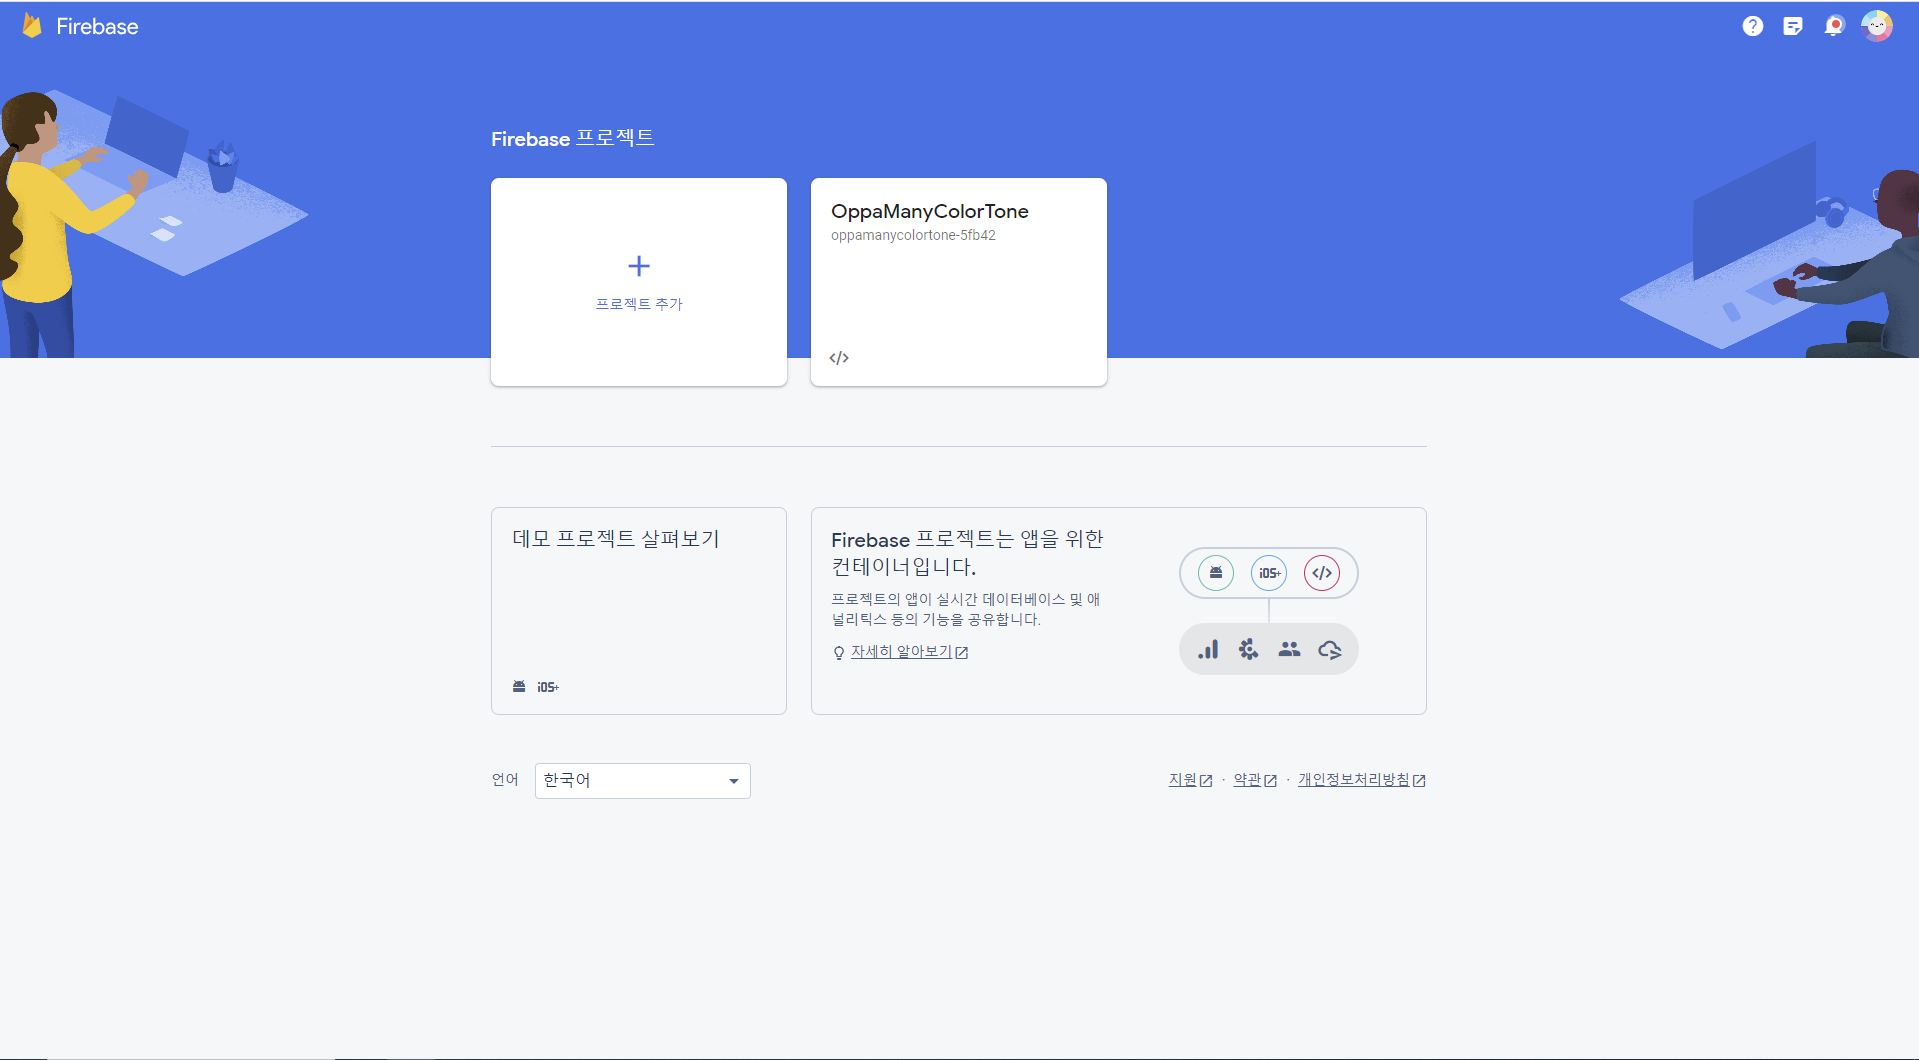 Firebase
Firebase 프로젝트
프로젝트 추가
OppaManyColorTone
oppamanycolortone-5fb42
데모 프로젝트 살펴보기
iOS+
Firebase 프로젝트는 앱을 위한
컨테이너입니다.
프로젝트의 앱이 실시간 데이터베이스 및 애
널리틱스 등의 기능을 공유합니다.
자세히 알아보기
iOS+
언어 한국어
지원 · 약관 · 개인정보처리방침